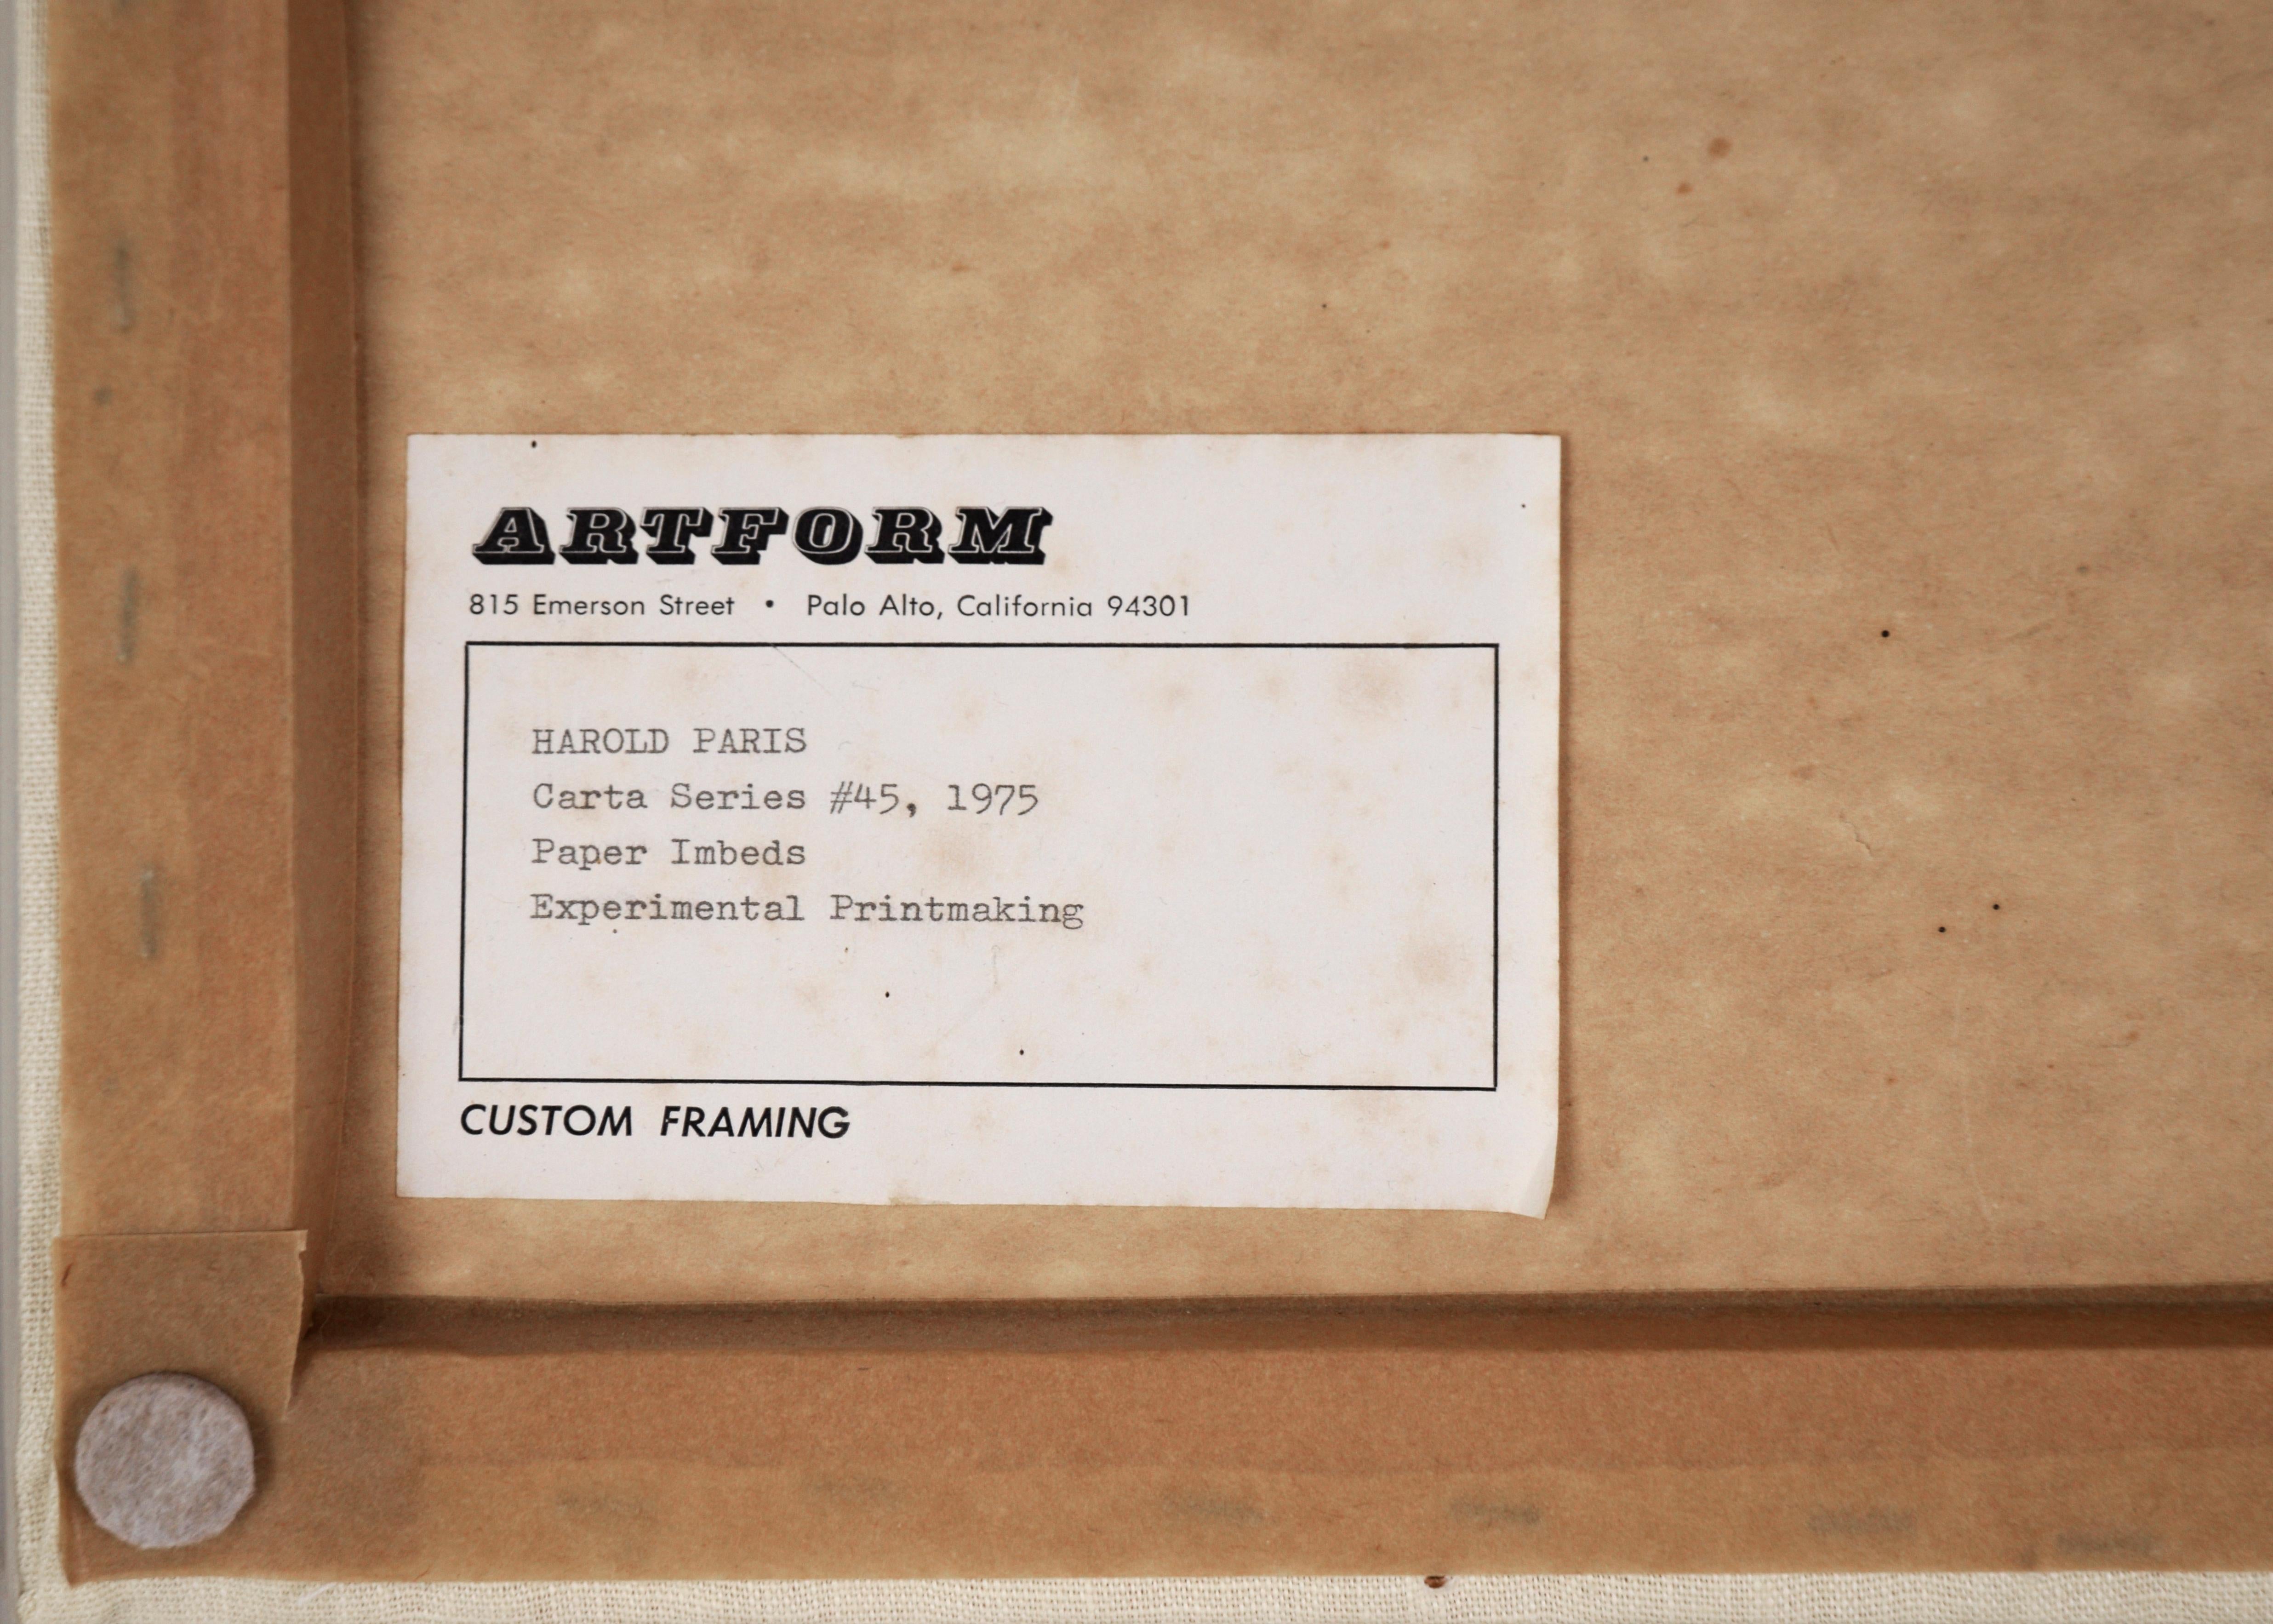 ARTFORM
815 Emerson Street • Palo Alto, California 94301
HAROLD PARIS
Carta Series #45, 1975
Paper Imbeds
Experimental Printmaking
CUSTOM FRAMING